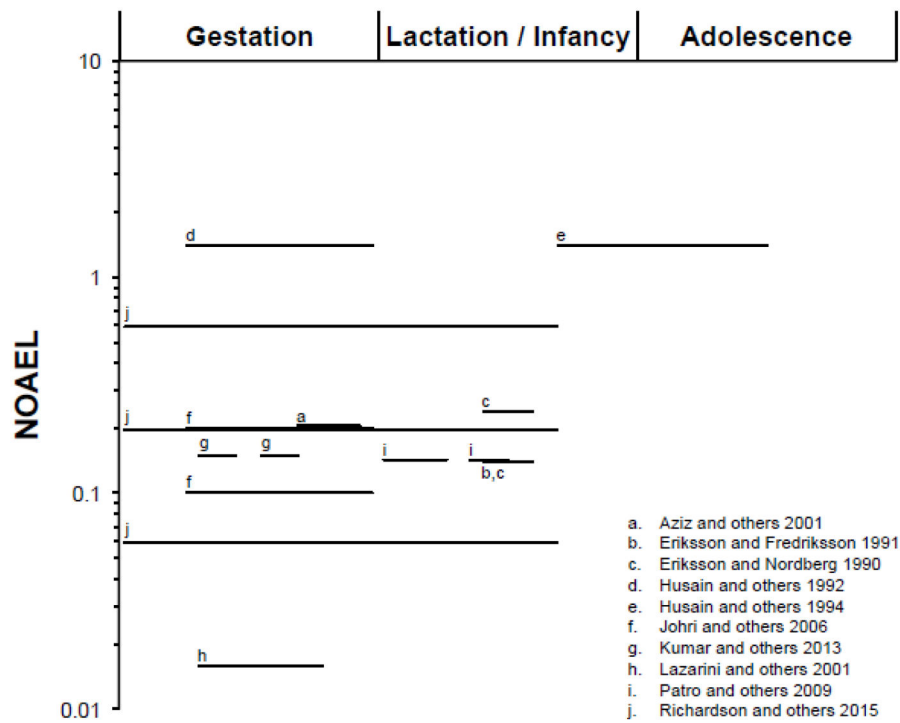 Gestation Lactation / Infancy Adolescence
10
d e
1
j
NOAEL
c
j f a
g g i i
b,c
f
0.1
j
a. Aziz and others 2001
b. Eriksson and Fredriksson 1991
c. Eriksson and Nordberg 1990
d. Husain and others 1992
e. Husain and others 1994
f. Johri and others 2006
g. Kumar and others 2013
h
h. Lazarini and others 2001
i. Patro and others 2009
0.01
j. Richardson and others 2015